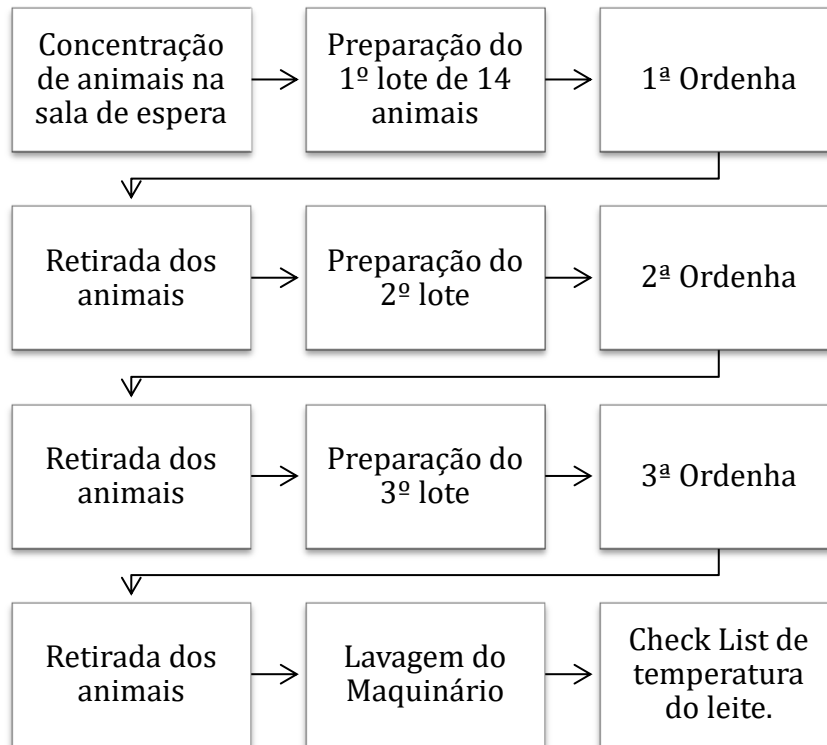 Concentração
de animais na
sala de espera
Preparação do
1º lote de 14
animais
1ª Ordenha
Retirada dos
animais
Preparação do
2º lote
2ª Ordenha
Retirada dos
animais
Preparação do
3º lote
3ª Ordenha
Retirada dos
animais
Lavagem do
Maquinário
Check List de
temperatura
do leite.